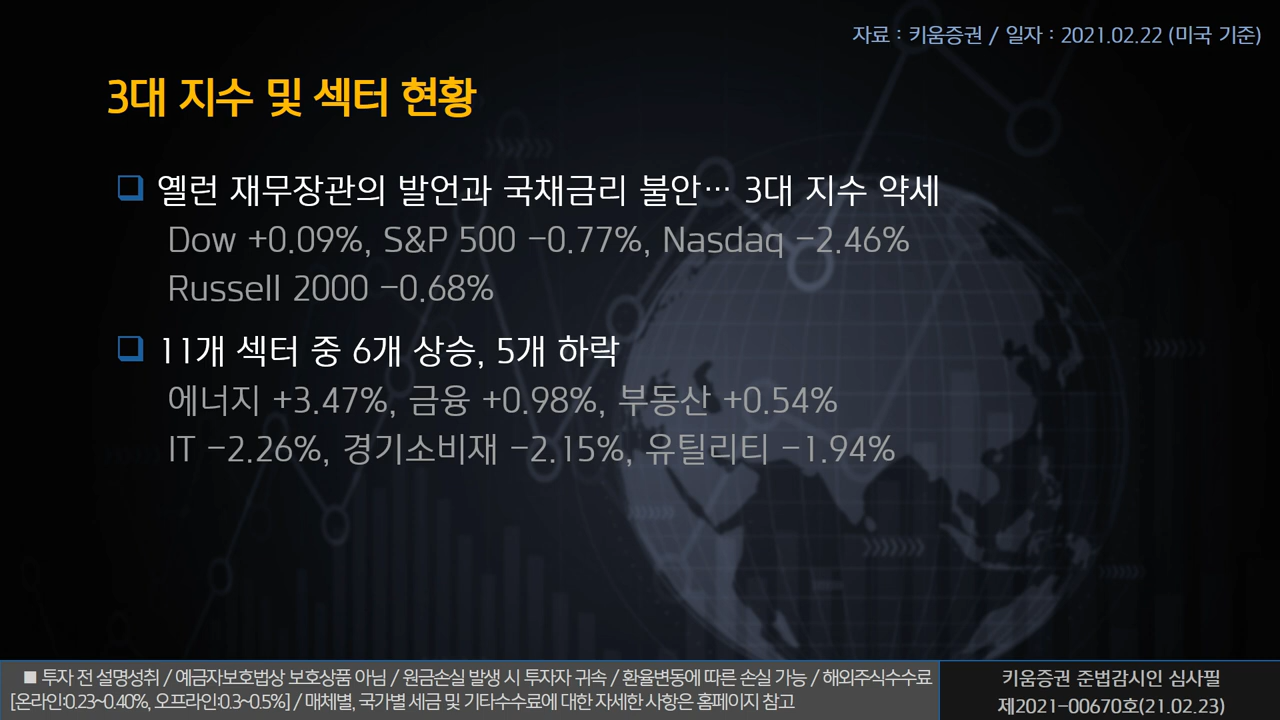 자료 : 키움증권 / 일자 : 2021.02.22 (미국 기준)
3대 지수 및 섹터 현황
❑ 옐런 재무장관의 발언과 국채금리 불안… 3대 지수 약세
Dow +0.09%, S&P 500 −0.77%, Nasdaq −2.46%
Russell 2000 −0.68%
❑ 11개 섹터 중 6개 상승, 5개 하락
에너지 +3.47%, 금융 +0.98%, 부동산 +0.54%
IT −2.26%, 경기소비재 −2.15%, 유틸리티 −1.94%
■ 투자 전 설명성취 / 예금자보호법상 보호상품 아님 / 원금손실 발생 시 투자자 귀속 / 환율변동에 따른 손실 가능 / 해외주식수수료
[온라인:0.23~0.40%, 오프라인:0.3~0.5%] / 매체별, 국가별 세금 및 기타수수료에 대한 자세한 사항은 홈페이지 참고
키움증권 준법감시인 심사필
제2021−00670호(21.02.23)